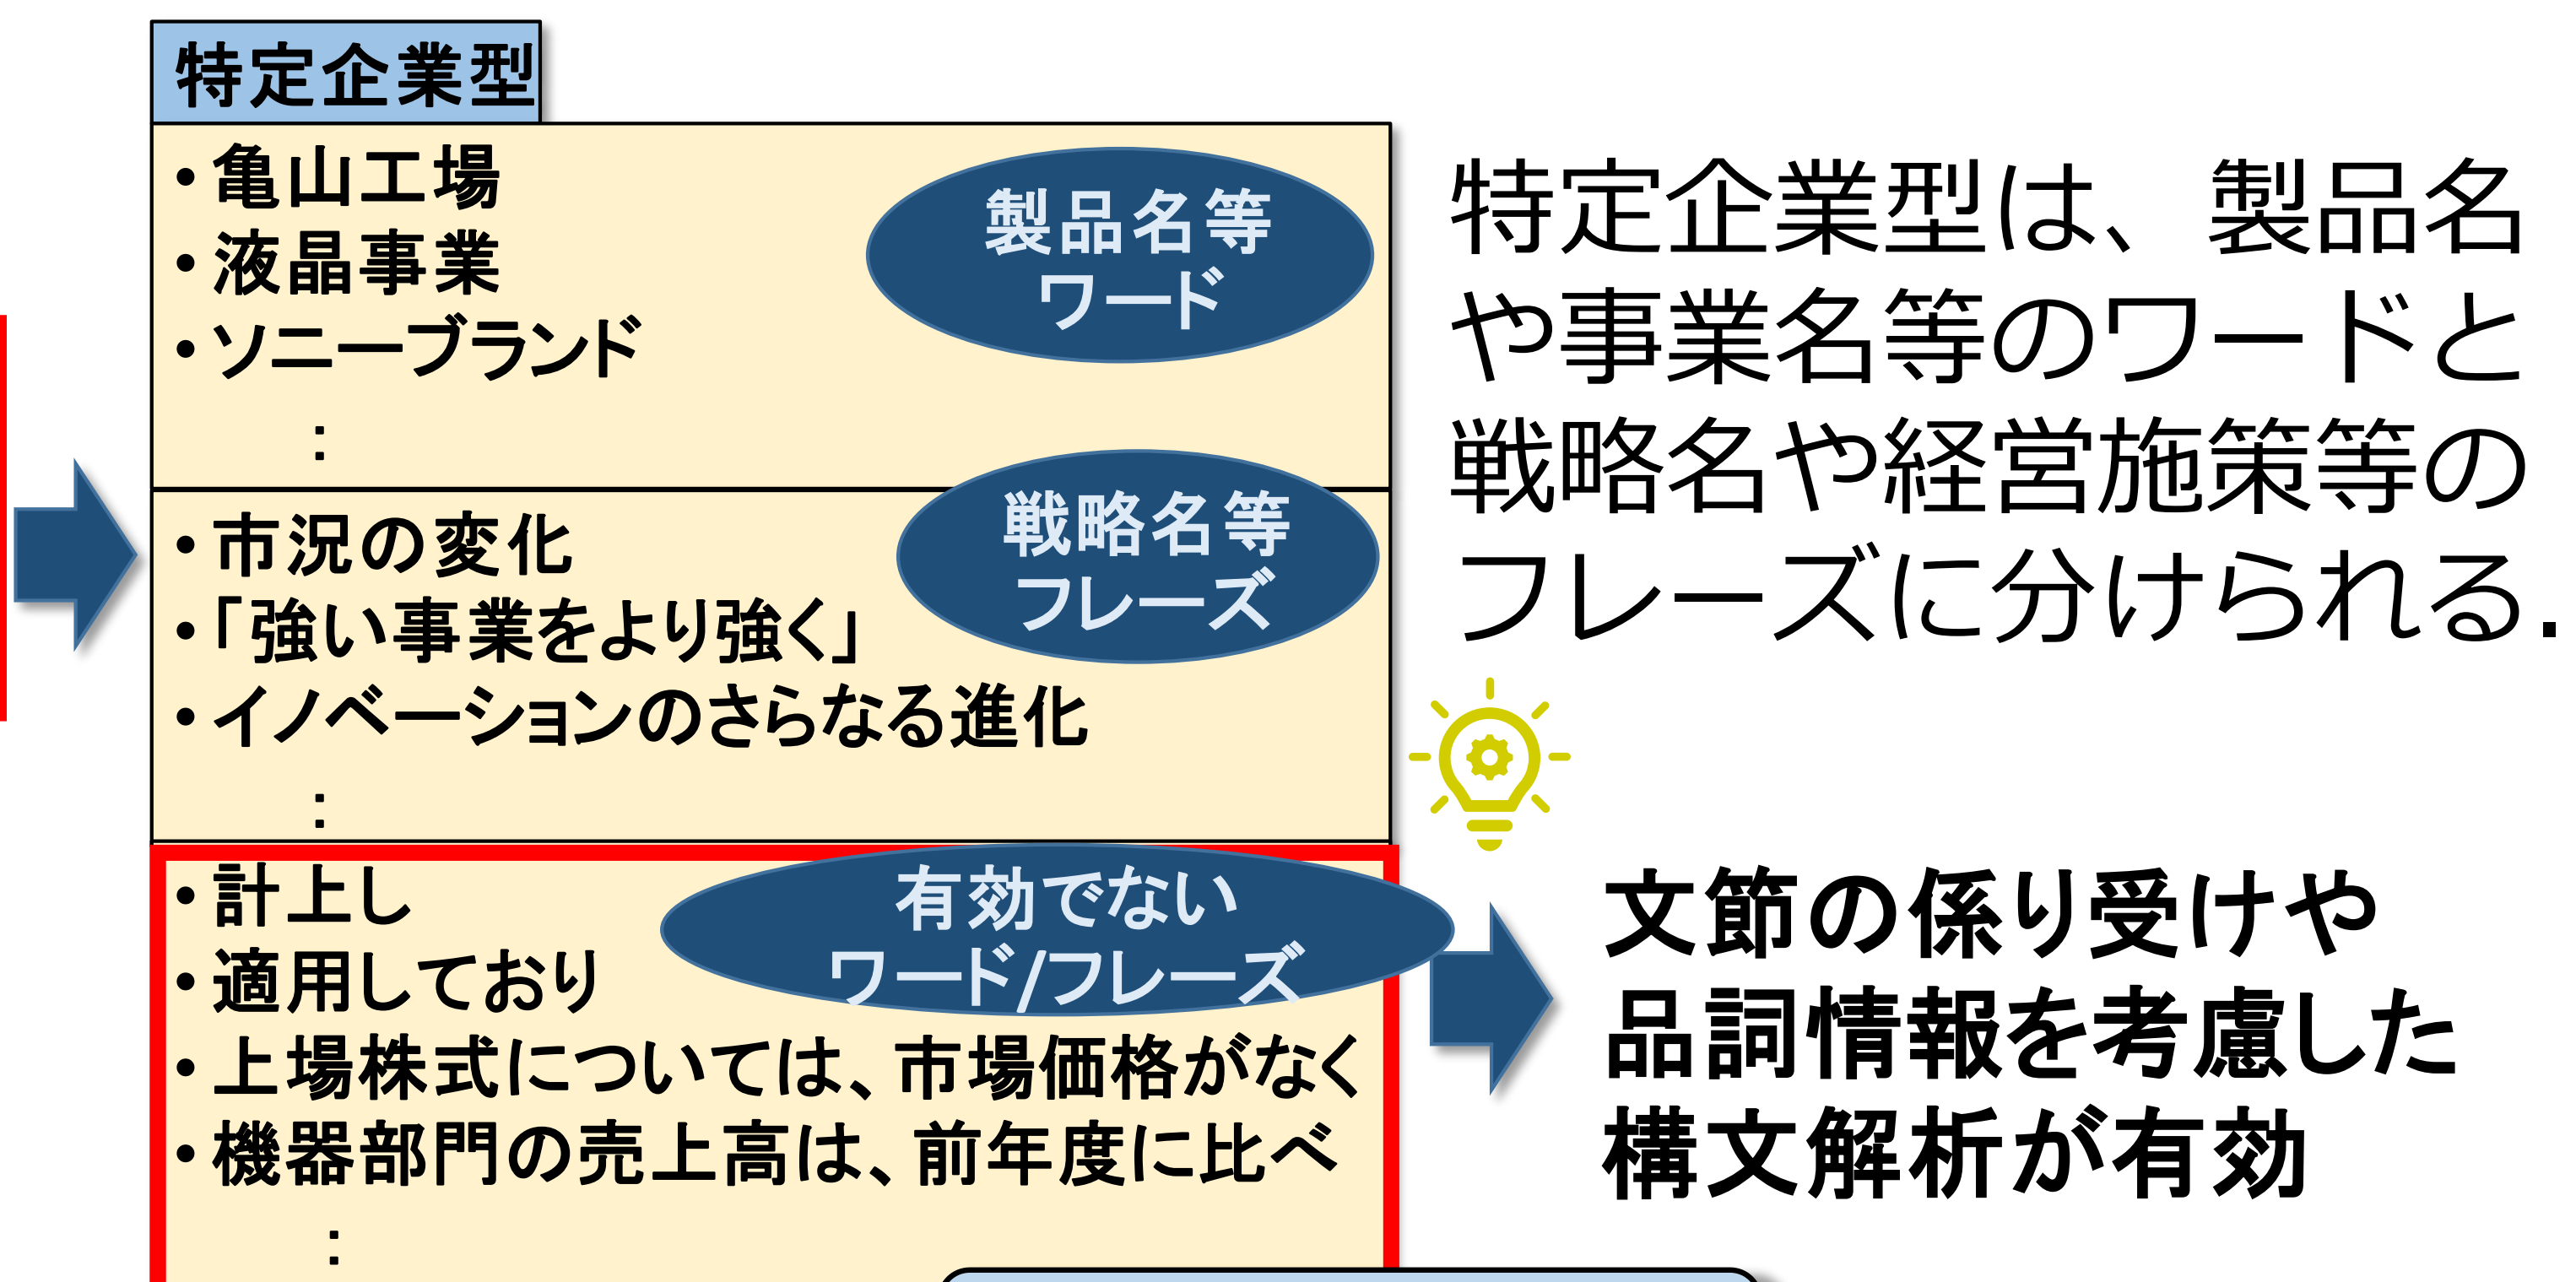 特定企業型
・亀山工場
・液晶事業
・ソニーブランド
：
製品名等
ワード
・市況の変化
・「強い事業をより強く」
・イノベーションのさらなる進化
：
戦略名等
フレーズ
・計上し
・適用しており
・上場株式については、市場価格がなく
・機器部門の売上高は、前年度に比べ
：
有効でない
ワード/フレーズ
特定企業型は、製品名
や事業名等のワードと
戦略名や経営施策等の
フレーズに分けられる.
文節の係り受けや
品詞情報を考慮した
構文解析が有効